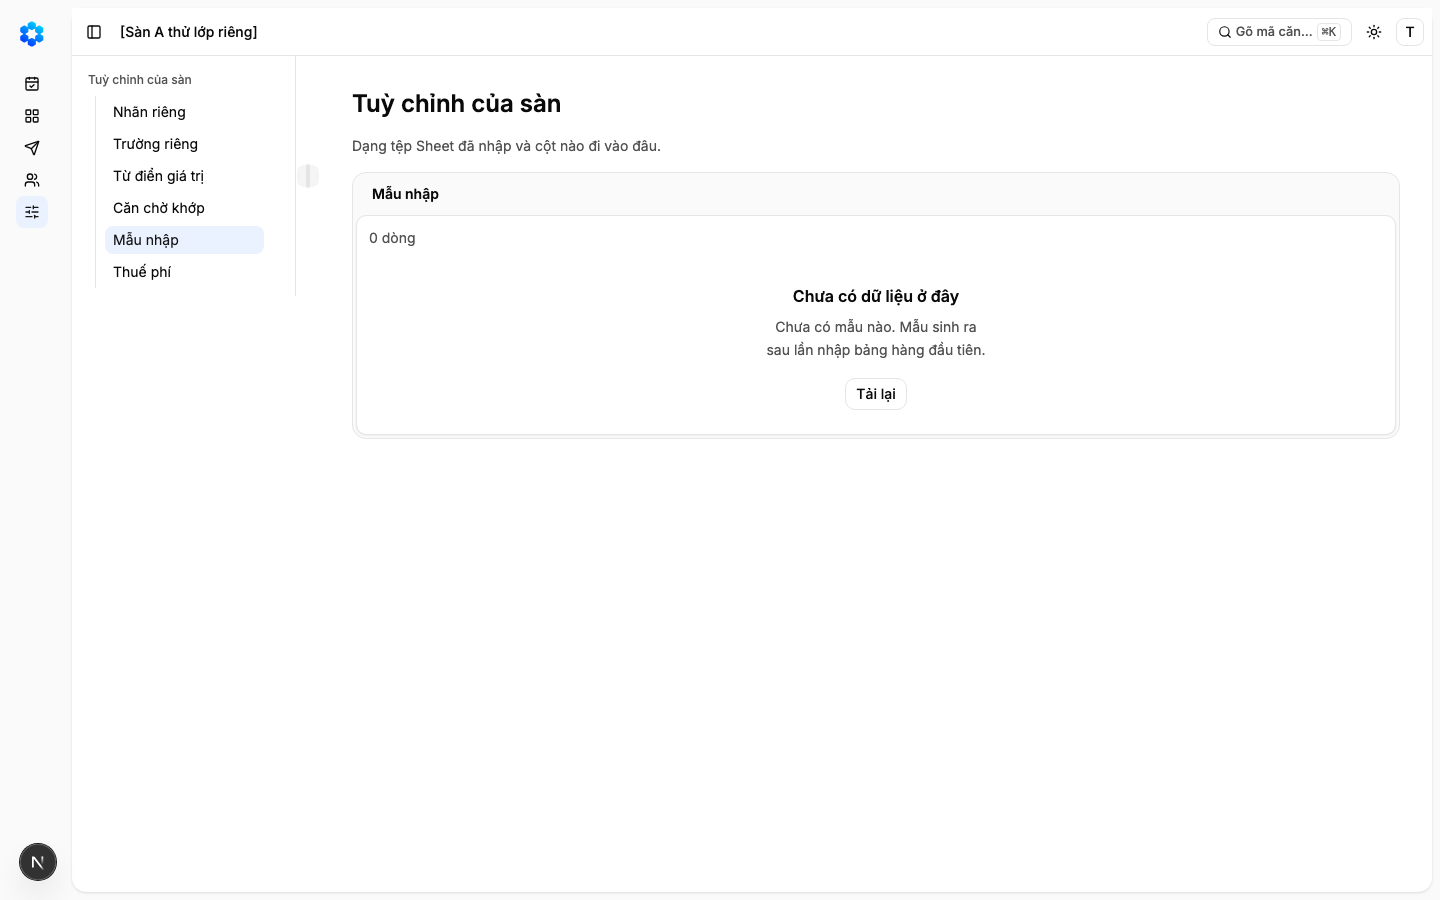 [Sàn A thử lớp riêng]
Gõ mã căn... ⌘K
T
Tuỳ chỉnh của sàn
Nhãn riêng
Trường riêng
Từ điển giá trị
Căn chờ khớp
Mẫu nhập
Thuế phí
Tuỳ chỉnh của sàn
Dạng tệp Sheet đã nhập và cột nào đi vào đâu.
Mẫu nhập
0 dòng
Chưa có dữ liệu ở đây
Chưa có mẫu nào. Mẫu sinh ra
sau lần nhập bảng hàng đầu tiên.
Tải lại
N